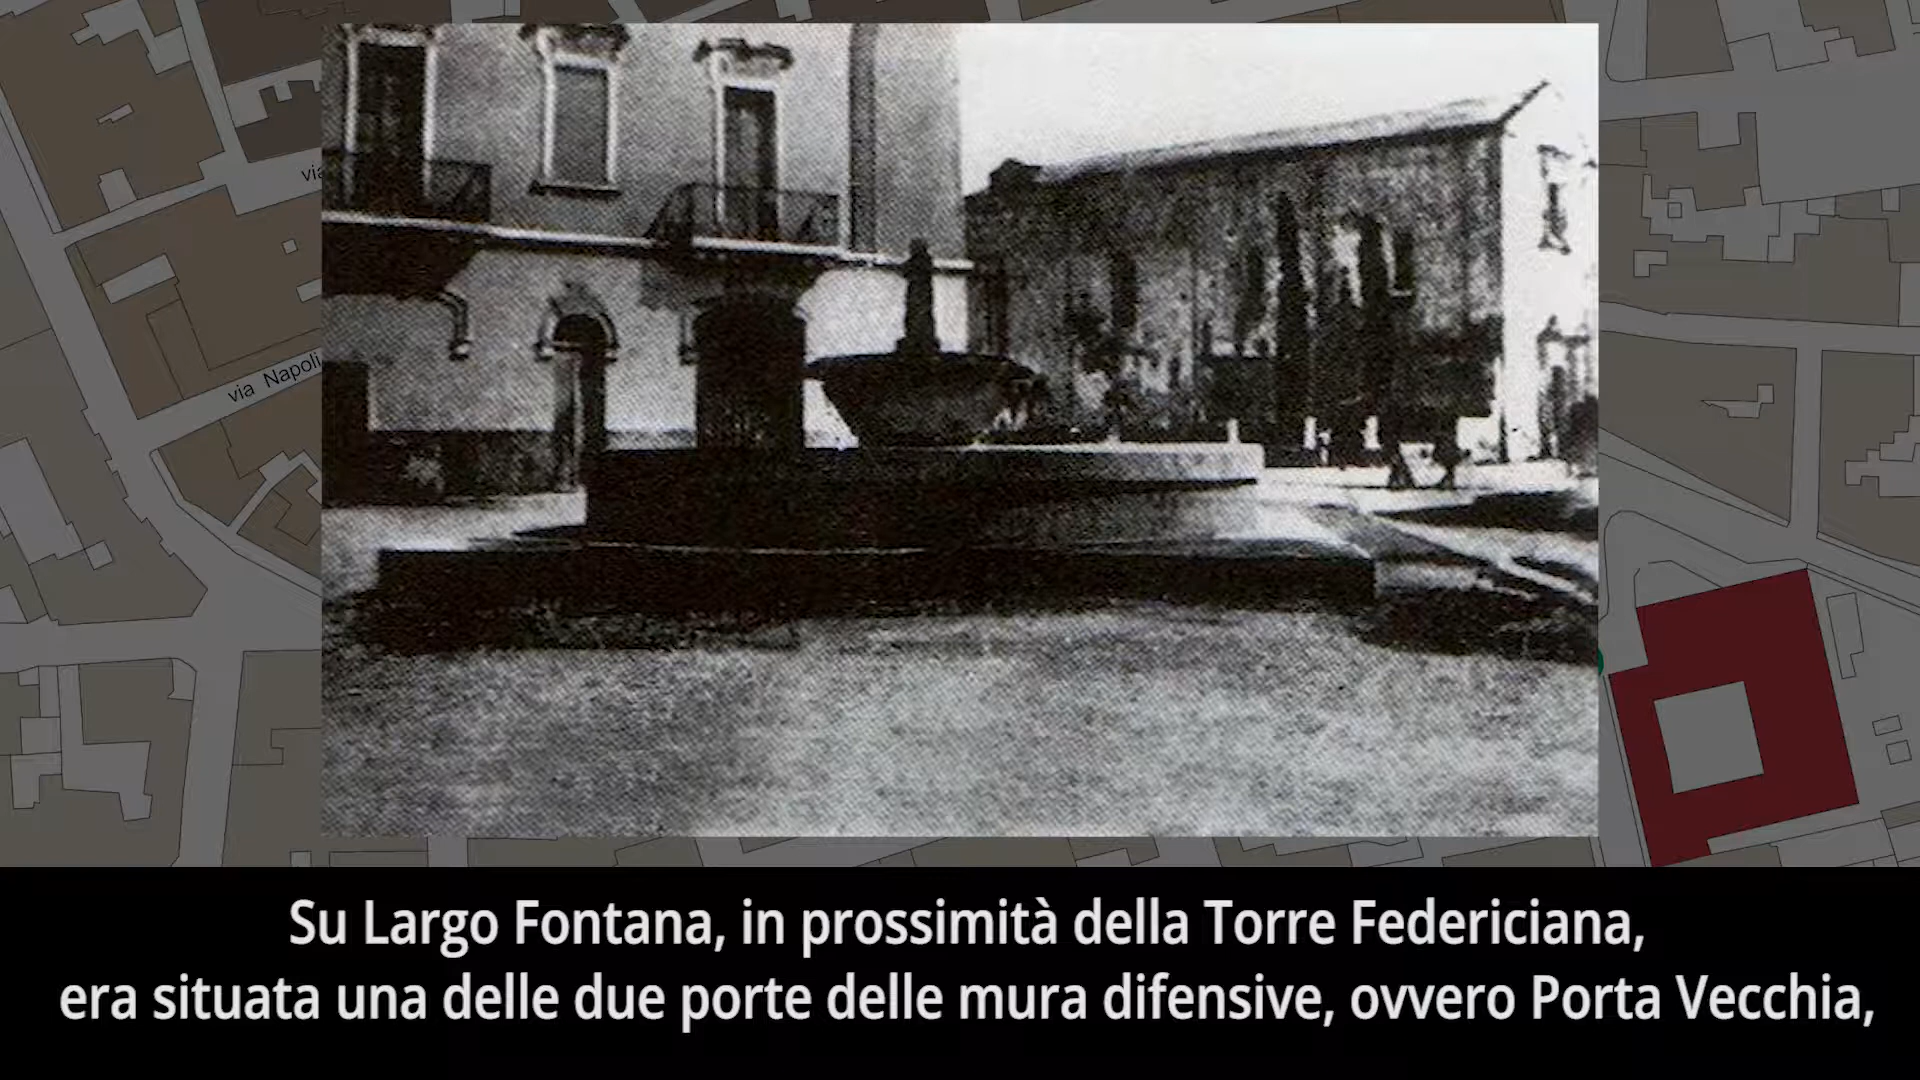 via
via Napoli
Su Largo Fontana, in prossimità della Torre Federiciana,
era situata una delle due porte delle mura difensive, ovvero Porta Vecchia,